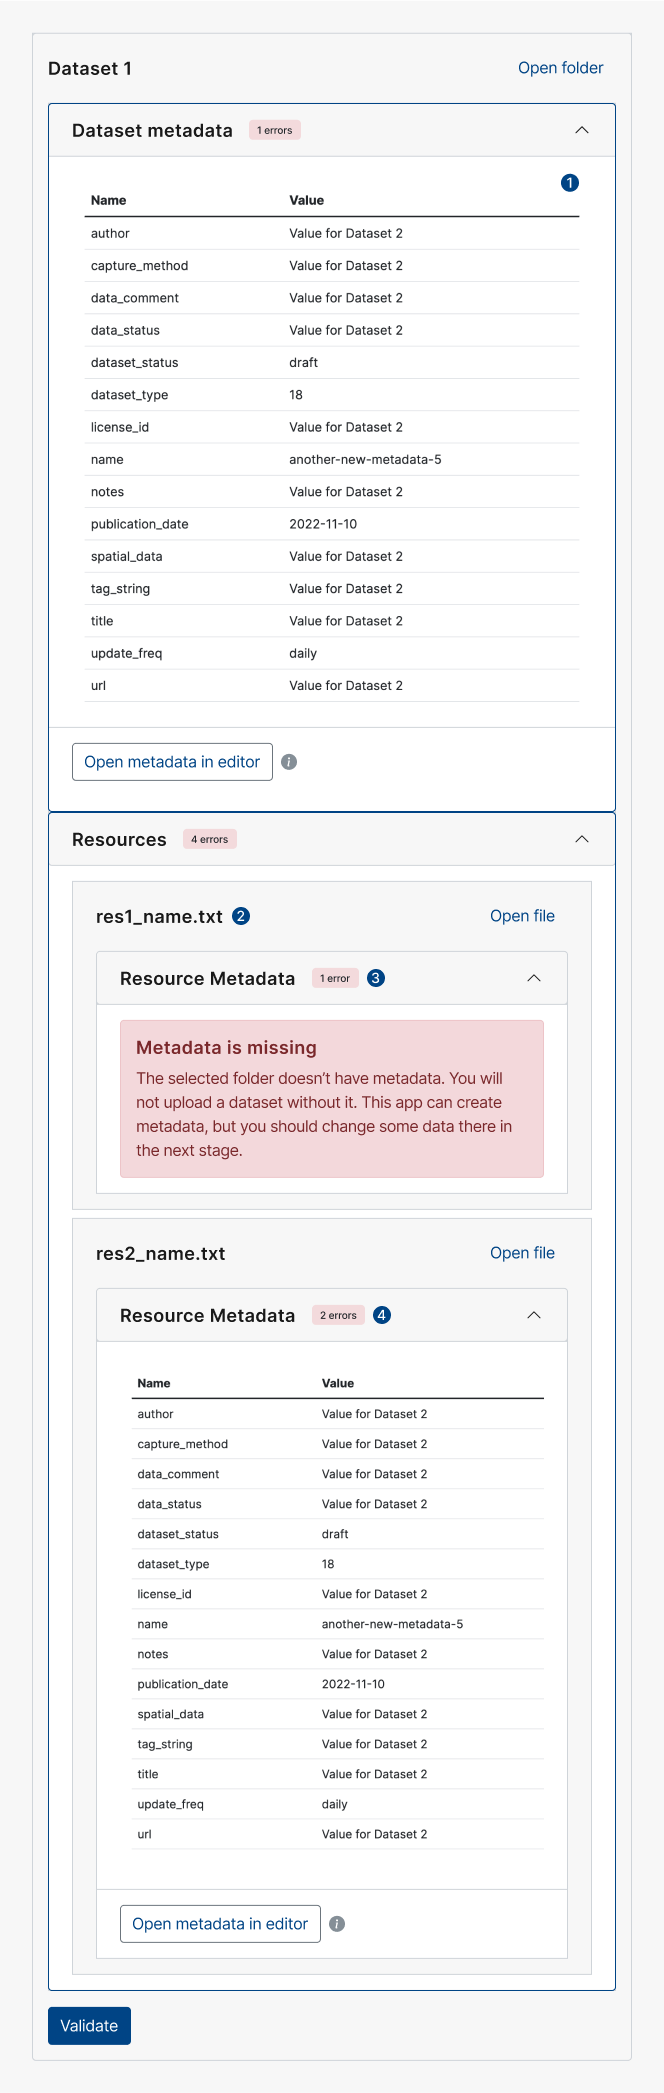 Dataset 1 Open folder
Dataset metadata 1 errors
1
Name Value
author Value for Dataset 2
capture_method Value for Dataset 2
data_comment Value for Dataset 2
data_status Value for Dataset 2
dataset_status draft
dataset_type 18
license_id Value for Dataset 2
name another-new-metadata-5
notes Value for Dataset 2
publication_date 2022-11-10
spatial_data Value for Dataset 2
tag_string Value for Dataset 2
title Value for Dataset 2
update_freq daily
url Value for Dataset 2
Open metadata in editor i
Resources 4 errors
res1_name.txt 2 Open file
Resource Metadata 1 error 3
Metadata is missing
The selected folder doesn’t have metadata. You will
not upload a dataset without it. This app can create
metadata, but you should change some data there in
the next stage.
res2_name.txt Open file
Resource Metadata 2 errors 4
Name Value
author Value for Dataset 2
capture_method Value for Dataset 2
data_comment Value for Dataset 2
data_status Value for Dataset 2
dataset_status draft
dataset_type 18
license_id Value for Dataset 2
name another-new-metadata-5
notes Value for Dataset 2
publication_date 2022-11-10
spatial_data Value for Dataset 2
tag_string Value for Dataset 2
title Value for Dataset 2
update_freq daily
url Value for Dataset 2
Open metadata in editor i
Validate